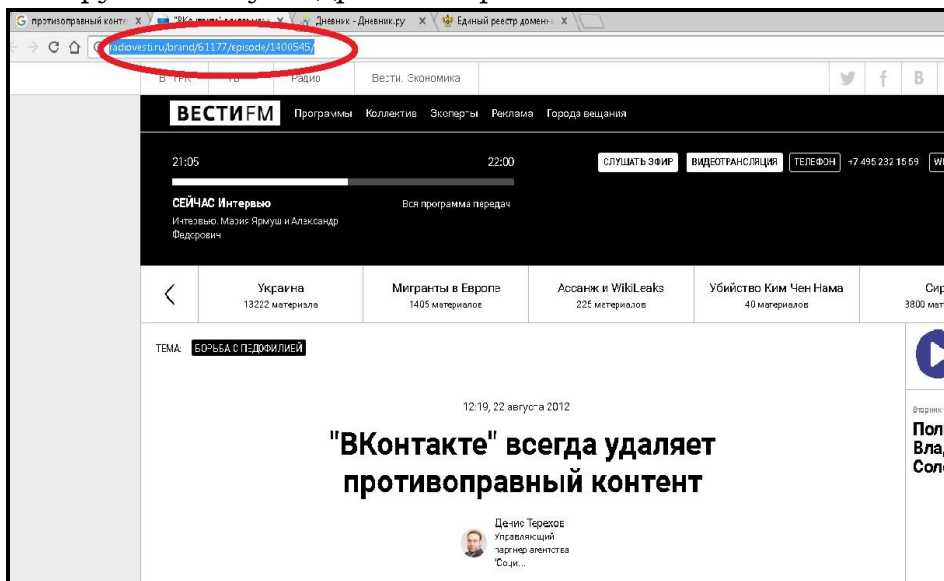 противоправный конте
Дневник - Дневник.ру
Единый реестр домен
radiovesti.ru/brand/61177/episode/1400545/
Радио
Вести. Экономика
ВЕСТИFM
Программы
Коллектив
Эксперты
Реклама
Города вещания
21:05
22:00
СЛУШАТЬ ЭФИР
ВИДЕОТРАНСЛЯЦИЯ
ТЕЛЕФОН
+7 495 232 15 59
СЕЙЧАС Интервью
Вся программа передач
Интервью. Мария Ярмуш и Александр
Федорович
Украина
13222 материала
Мигранты в Европе
1405 материалов
Ассанж и WikiLeaks
225 материалов
Убийство Ким Чен Нама
40 материалов
Сир
3800 мат
ТЕМА:
БОРЬБА С ПЕДОФИЛИЕЙ
12:19, 22 августа 2012
"ВКонтакте" всегда удаляет
противоправный контент
Денис Терехов
Управляющий
партнер агентства
"Соци...
Вторник
Пол
Вла
Сол